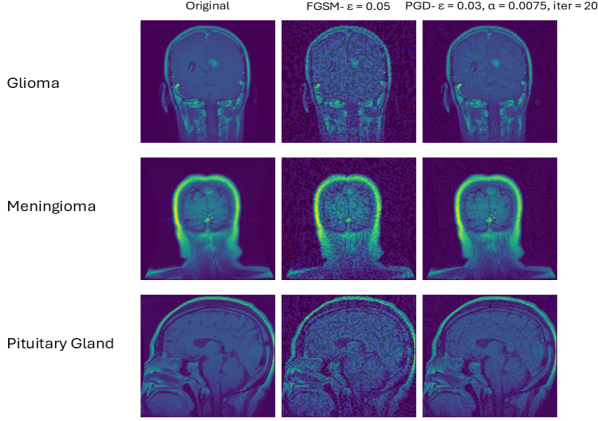 Original FGSM- ε = 0.05 PGD- ε = 0.03, α = 0.0075, iter = 20
Glioma
Meningioma
Pituitary Gland